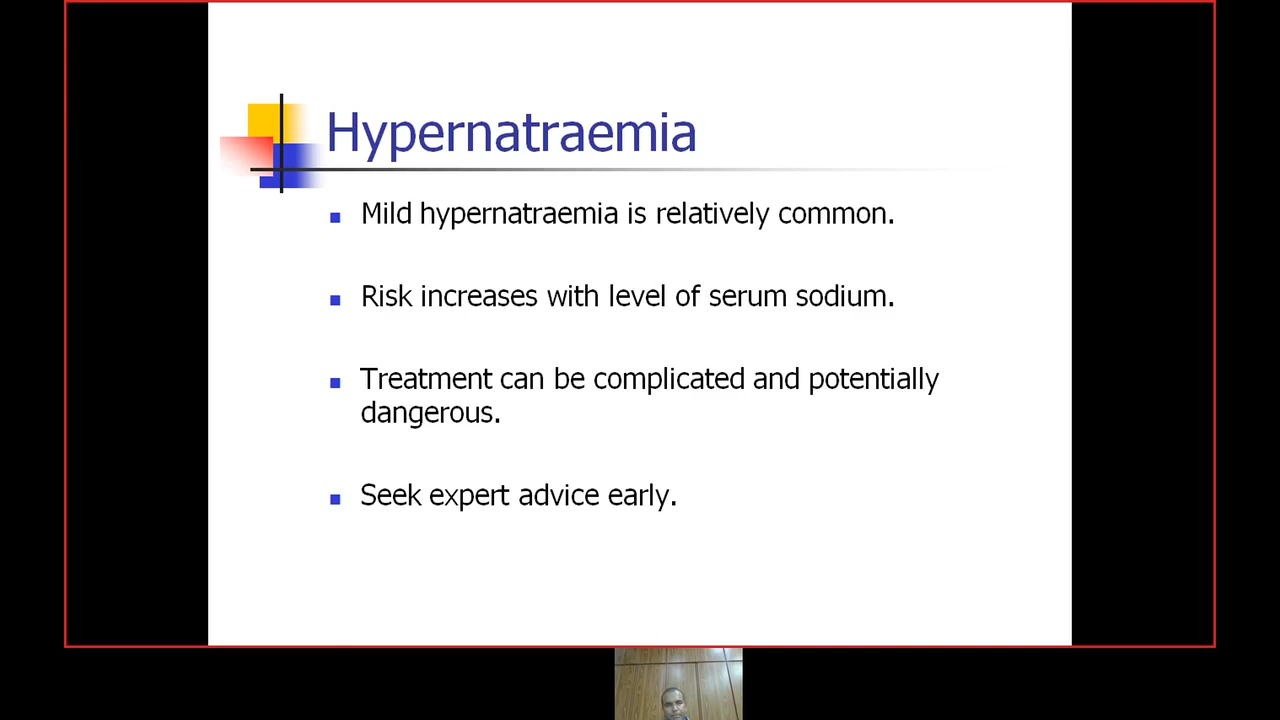 Hypernatraemia
Mild hypernatraemia is relatively common.
Risk increases with level of serum sodium.
Treatment can be complicated and potentially
dangerous.
Seek expert advice early.